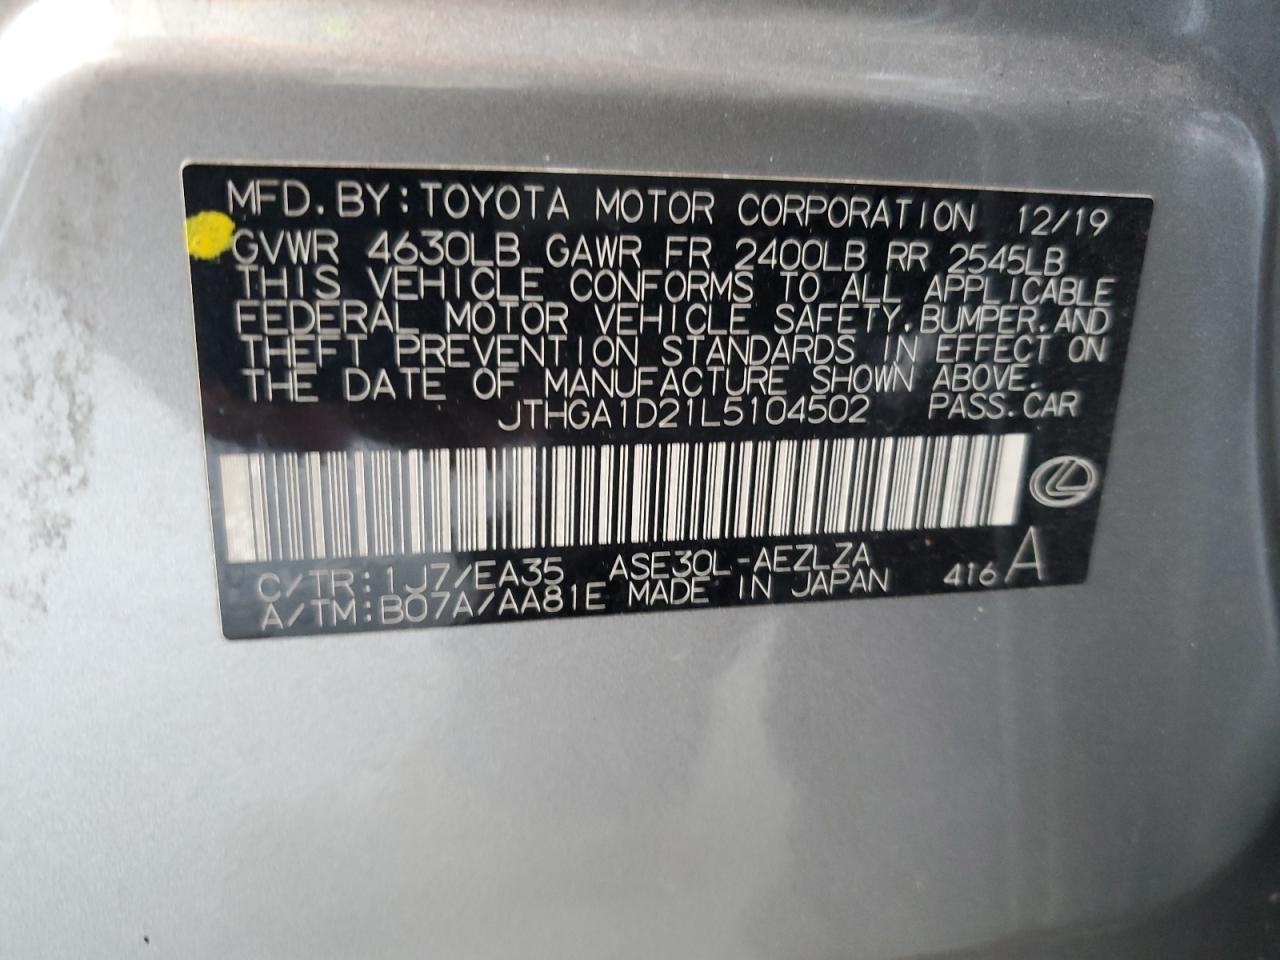 MFD. BY: TOYOTA MOTOR CORPORATION 12/19
GVWR 4630LB GAWR FR 2400LB RR 2545LB
THIS VEHICLE CONFORMS TO ALL APPLICABLE
FEDERAL MOTOR VEHICLE SAFETY, BUMPER, AND
THEFT PREVENTION STANDARDS IN EFFECT ON
THE DATE OF MANUFACTURE SHOWN ABOVE.
JTHGA1D21L5104502 PASS. CAR
C/TR: 1J7/EA35 ASE30L-AEZLZA
A/TM: B07A/AA81E MADE IN JAPAN 416 A